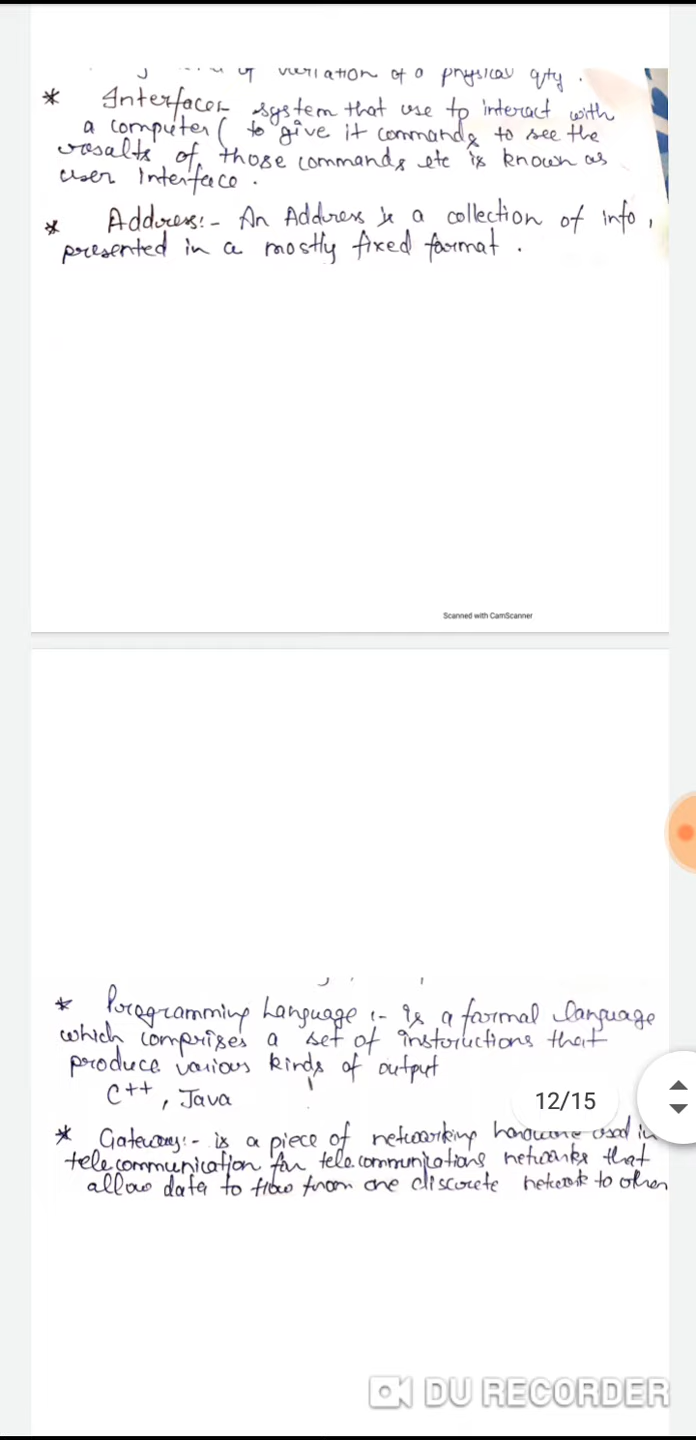 variation of a physical qty.
* Interfaces system that use to interact with
a computer ( to give it commands to see the
rosalts of those commands etc is known as
user Interface.
* Address:- An Address is a collection of info,
presented in a mostly fixed format.
Scanned with CamScanner
* Programming Language :- Is a formal language
which comprises a set of instructions that
produce various kinds of output
C++, Java
12/15
* Gateway:- is a piece of networking hardware used in
telecommunication for telecommunications networks that
allow data to flow from one discrete network to other
DU RECORDER